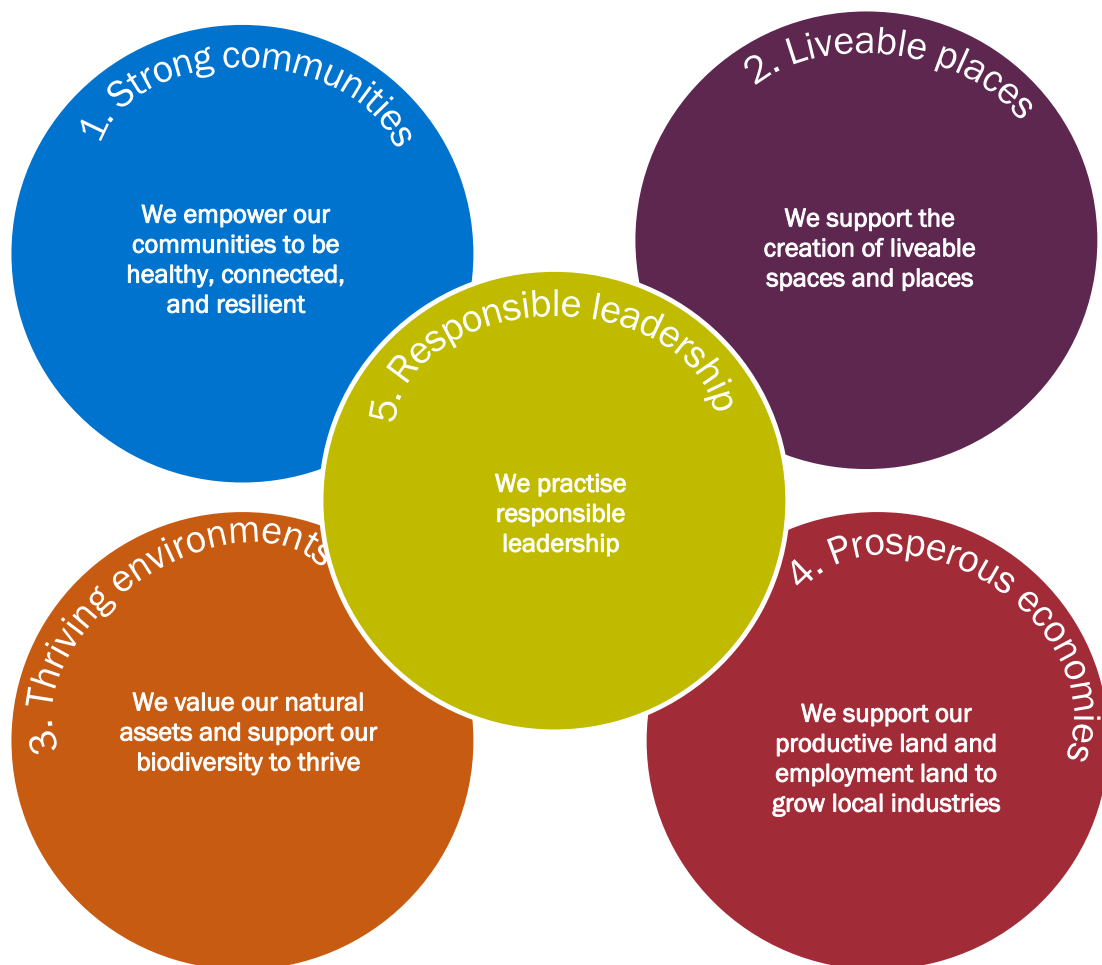 1. Strong communities
We empower our
communities to be
healthy, connected,
and resilient
2. Liveable places
We support the
creation of liveable
spaces and places
5. Responsible leadership
We practise
responsible
leadership
3. Thriving environments
We value our natural
assets and support our
biodiversity to thrive
4. Prosperous economies
We support our
productive land and
employment land to
grow local industries